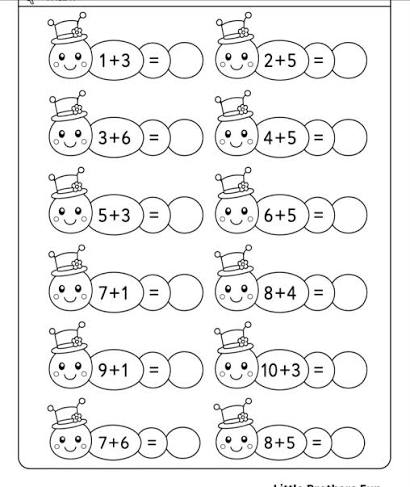 1+3 = 2+5 =
3+6 = 4+5 =
5+3 = 6+5 =
7+1 = 8+4 =
9+1 = 10+3 =
7+6 = 8+5 =